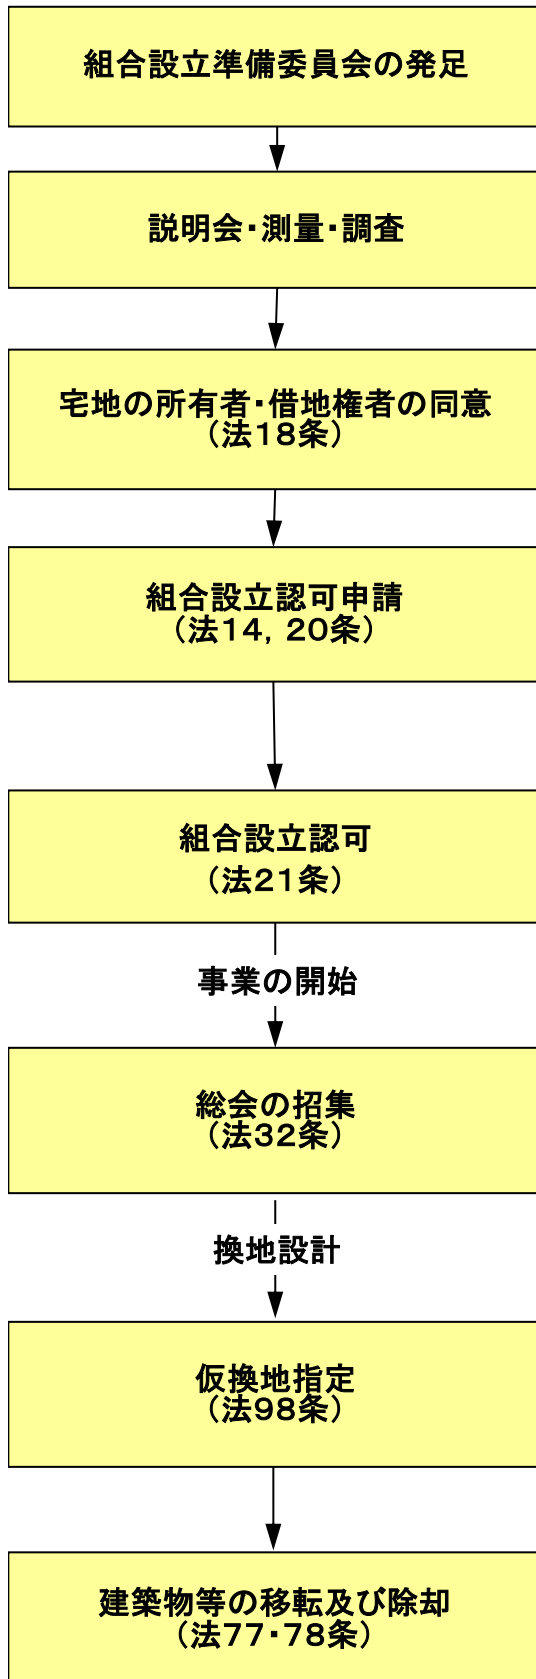 組合設立準備委員会の発足
説明会・測量・調査
宅地の所有者・借地権者の同意
（法18条）
組合設立認可申請
（法14，20条）
組合設立認可
（法21条）
事業の開始
総会の招集
（法32条）
換地設計
仮換地指定
（法98条）
建築物等の移転及び除却
（法77・78条）